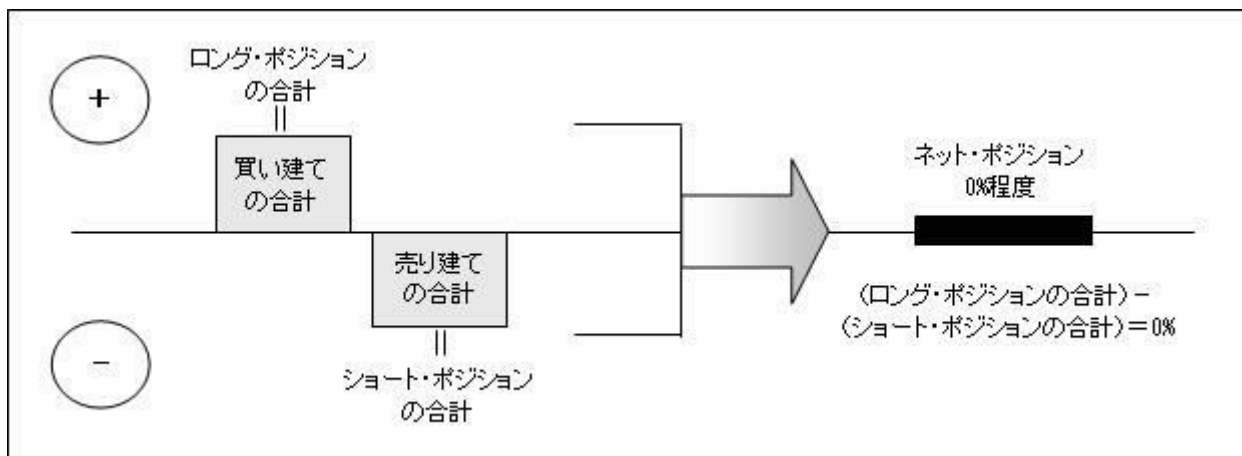 +
ロング・ポジション
の合計
買い建て
の合計
売り建て
の合計
ショート・ポジション
の合計
－
ネット・ポジション
0%程度
(ロング・ポジションの合計)－
(ショート・ポジションの合計)＝0%